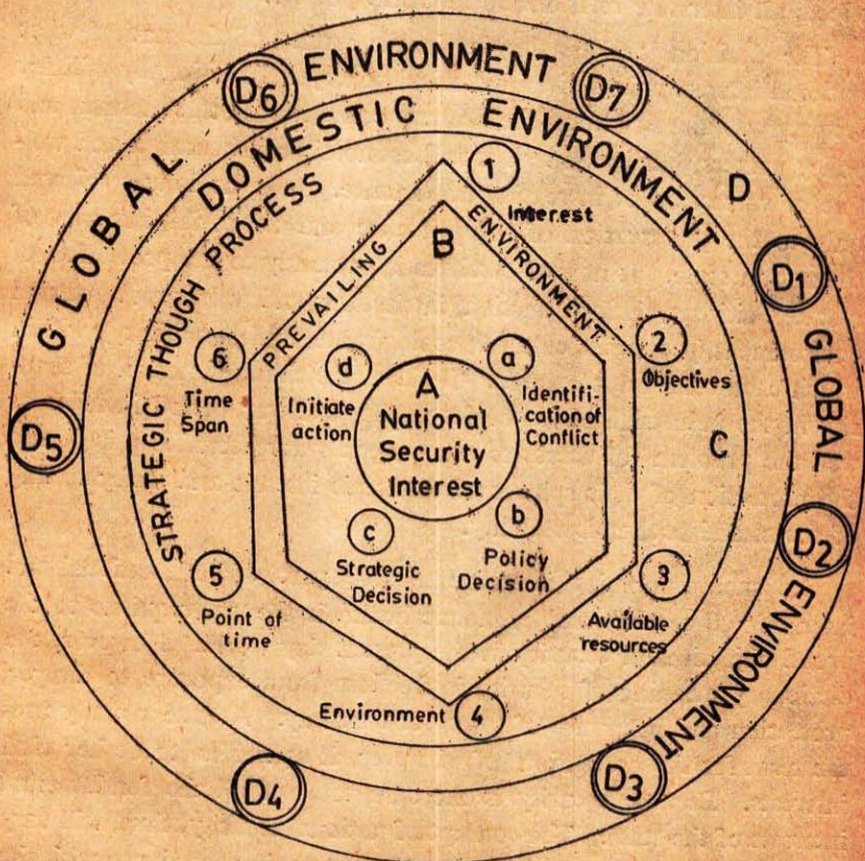 GLOBAL ENVIRONMENT
D6
D7
D
D1
GLOBAL ENVIRONMENT
D2
D3
D4
D5
DOMESTIC ENVIRONMENT
STRATEGIC THOUGH PROCESS
C
1
Interest
2
Objectives
3
Available
resources
4
Environment
5
Point of
time
6
Time
Span
PREVAILING ENVIRONMENT
B
a
Identifi-
cation of
Conflict
b
Policy
Decision
c
Strategic
Decision
d
Initiate
action
A
National
Security
Interest